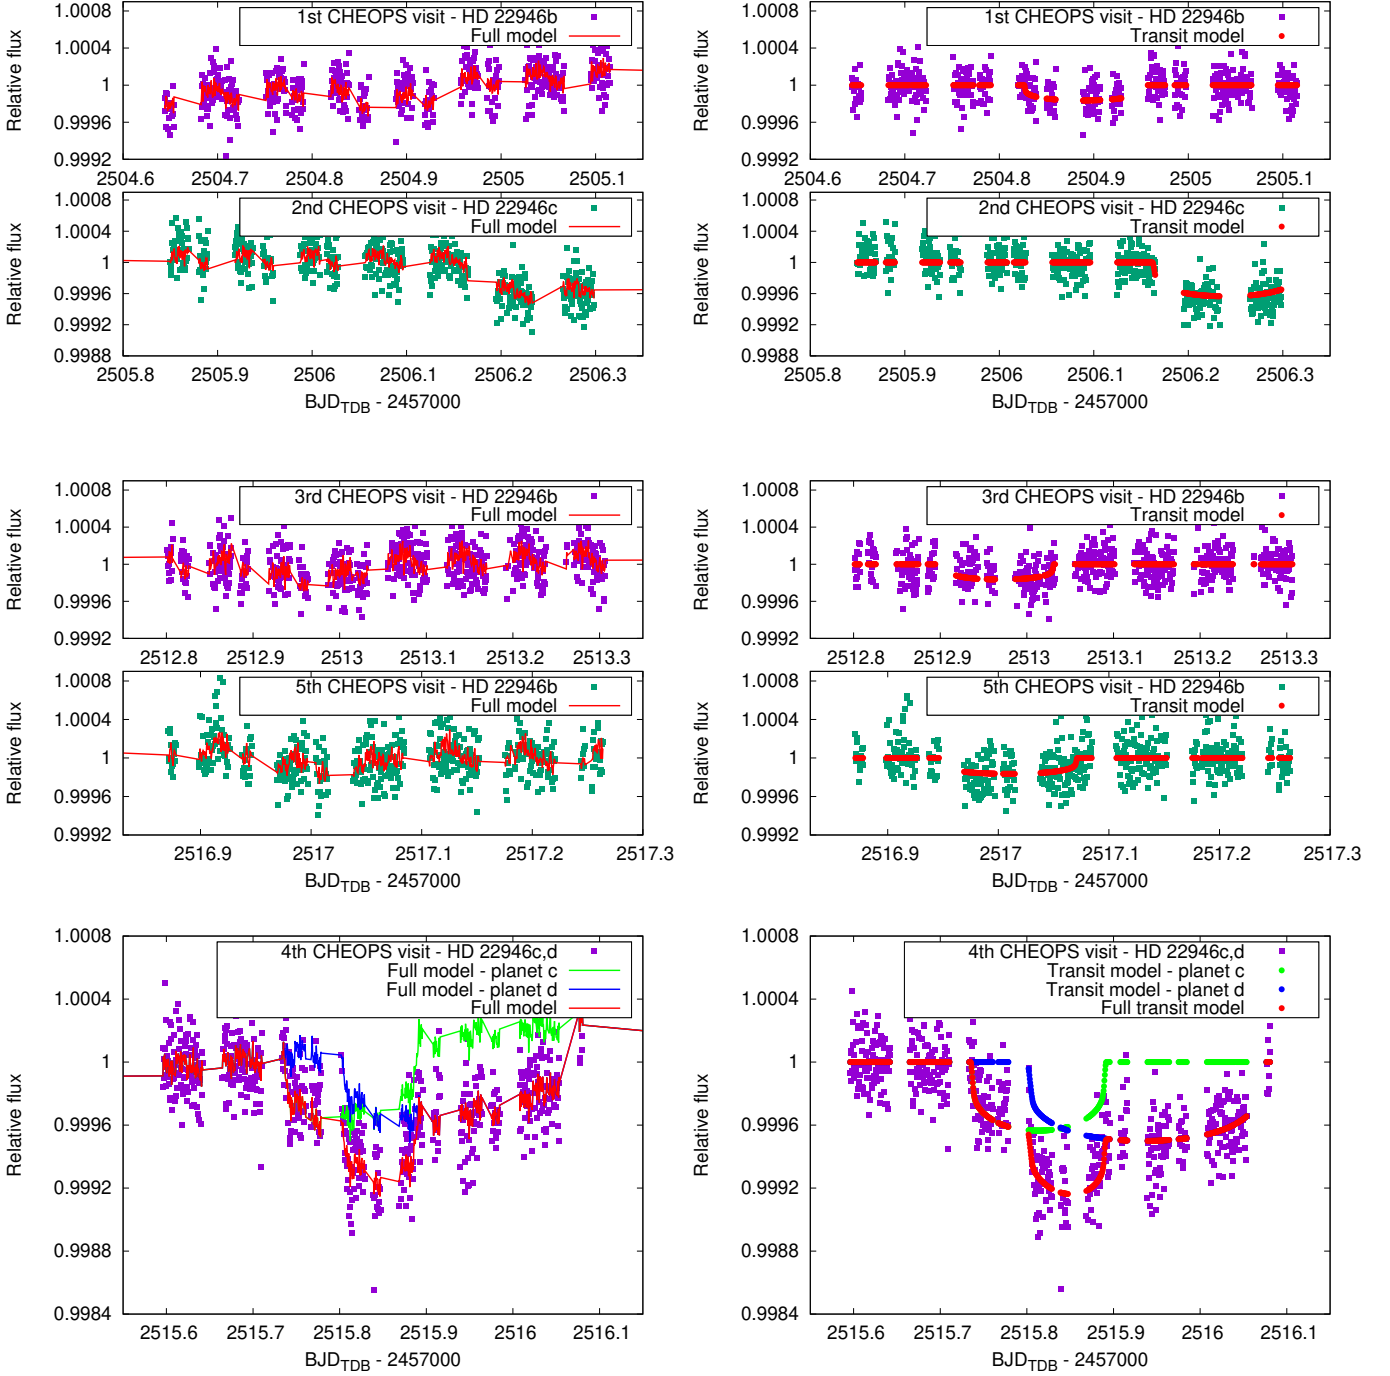 1st CHEOPS visit - HD 22946b
Full model
Relative flux
1.0008
1.0004
1
0.9996
0.9992
2504.6 2504.7 2504.8 2504.9 2505 2505.1
1st CHEOPS visit - HD 22946b
Transit model
Relative flux
1.0008
1.0004
1
0.9996
0.9992
2504.6 2504.7 2504.8 2504.9 2505 2505.1
2nd CHEOPS visit - HD 22946c
Full model
Relative flux
1.0008
1.0004
1
0.9996
0.9992
0.9988
2505.8 2505.9 2506 2506.1 2506.2 2506.3
BJD_TDB - 2457000
2nd CHEOPS visit - HD 22946c
Transit model
Relative flux
1.0008
1.0004
1
0.9996
0.9992
0.9988
2505.8 2505.9 2506 2506.1 2506.2 2506.3
BJD_TDB - 2457000
3rd CHEOPS visit - HD 22946b
Full model
Relative flux
1.0008
1.0004
1
0.9996
0.9992
2512.8 2512.9 2513 2513.1 2513.2 2513.3
3rd CHEOPS visit - HD 22946b
Transit model
Relative flux
1.0008
1.0004
1
0.9996
0.9992
2512.8 2512.9 2513 2513.1 2513.2 2513.3
5th CHEOPS visit - HD 22946b
Full model
Relative flux
1.0008
1.0004
1
0.9996
0.9992
2516.9 2517 2517.1 2517.2 2517.3
BJD_TDB - 2457000
5th CHEOPS visit - HD 22946b
Transit model
Relative flux
1.0008
1.0004
1
0.9996
0.9992
2516.9 2517 2517.1 2517.2 2517.3
BJD_TDB - 2457000
4th CHEOPS visit - HD 22946c,d
Full model - planet c
Full model - planet d
Full model
Relative flux
1.0008
1.0004
1
0.9996
0.9992
0.9988
0.9984
2515.6 2515.7 2515.8 2515.9 2516 2516.1
BJD_TDB - 2457000
4th CHEOPS visit - HD 22946c,d
Transit model - planet c
Transit model - planet d
Full transit model
Relative flux
1.0008
1.0004
1
0.9996
0.9992
0.9988
0.9984
2515.6 2515.7 2515.8 2515.9 2516 2516.1
BJD_TDB - 2457000